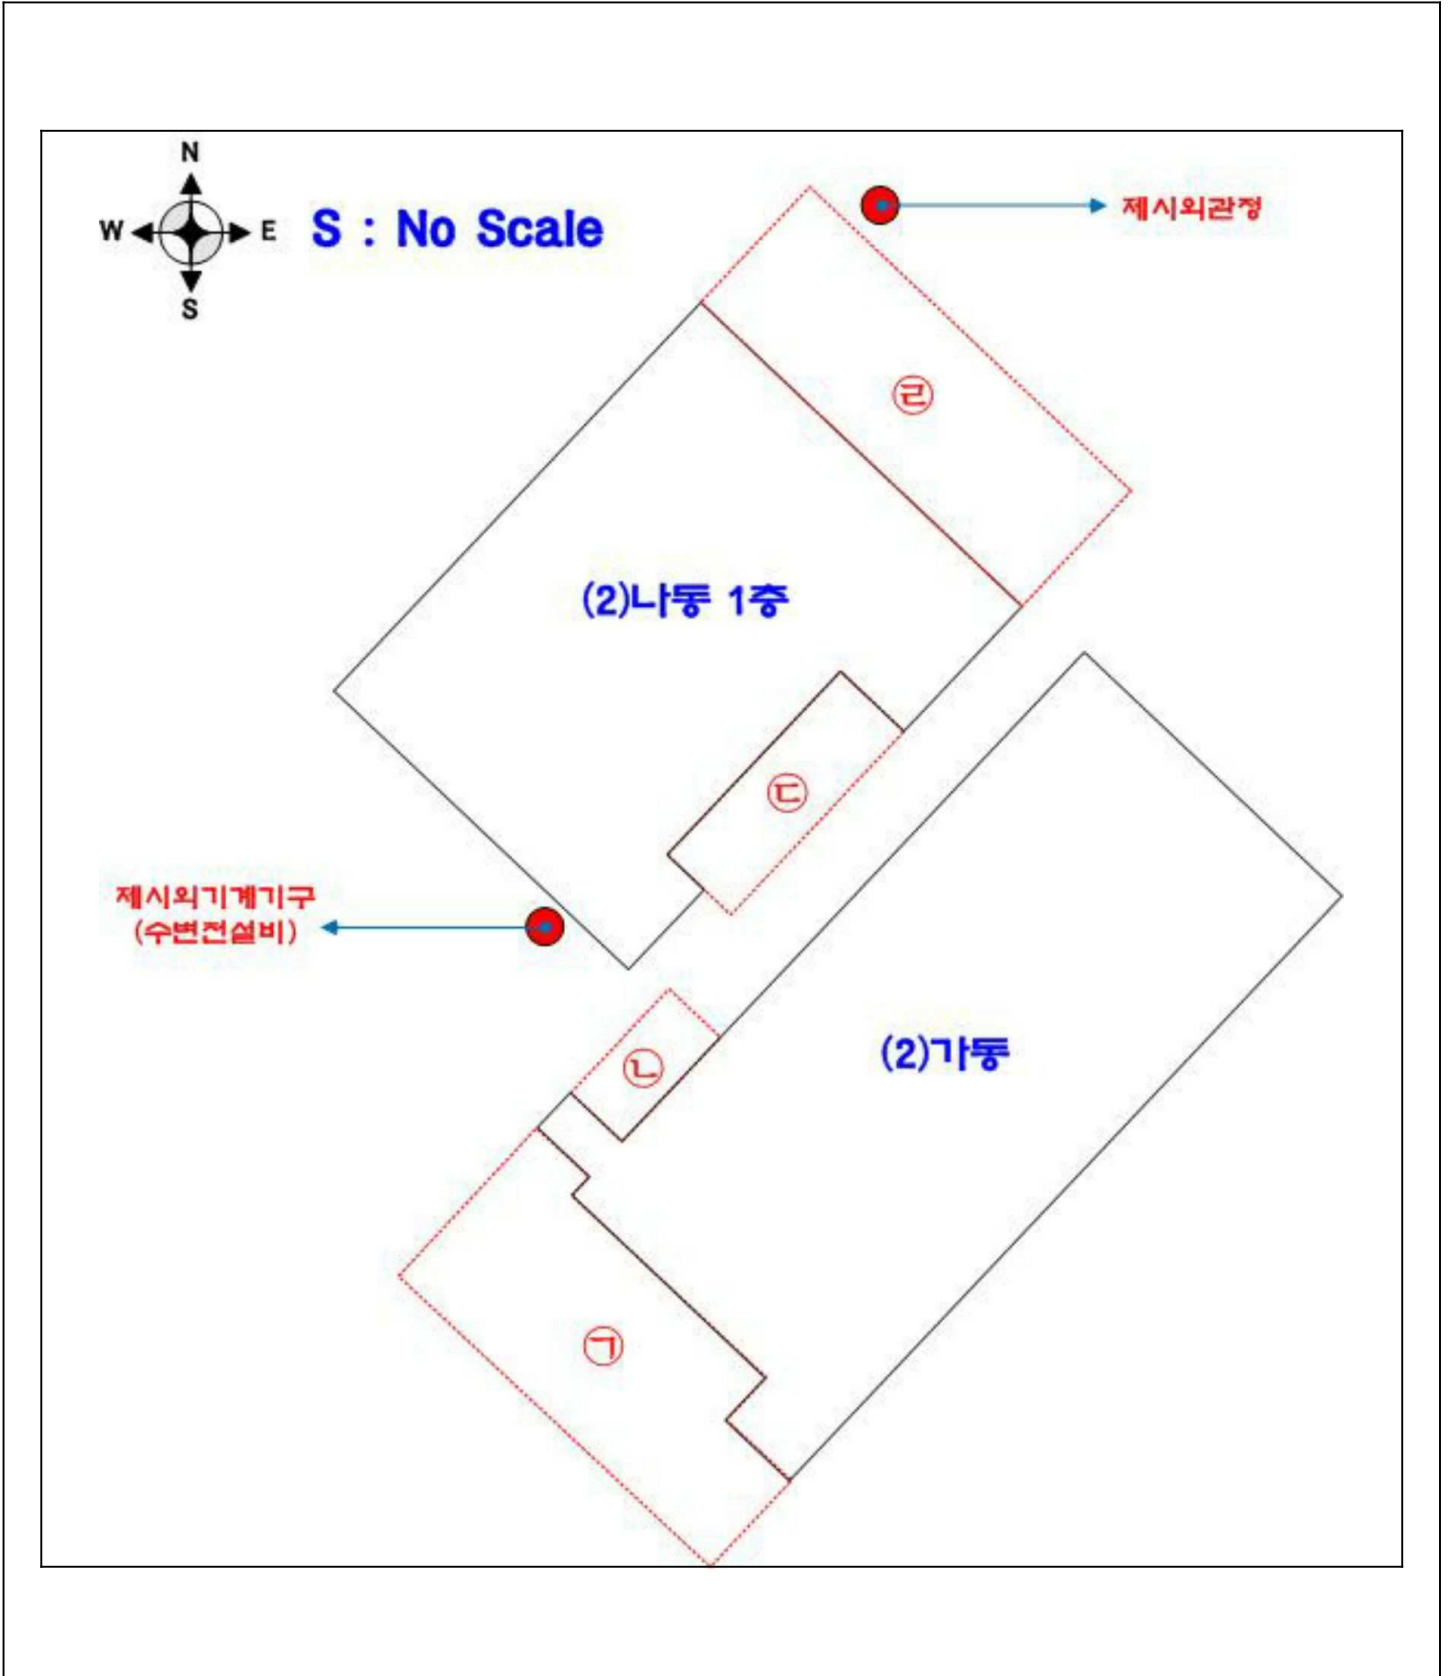 N
W E
S
S : No Scale
제시외관정
㉣
(2)나동 1층
㉢
제시외기계기구
(수변전설비)
(2)가동
㉡
㉠